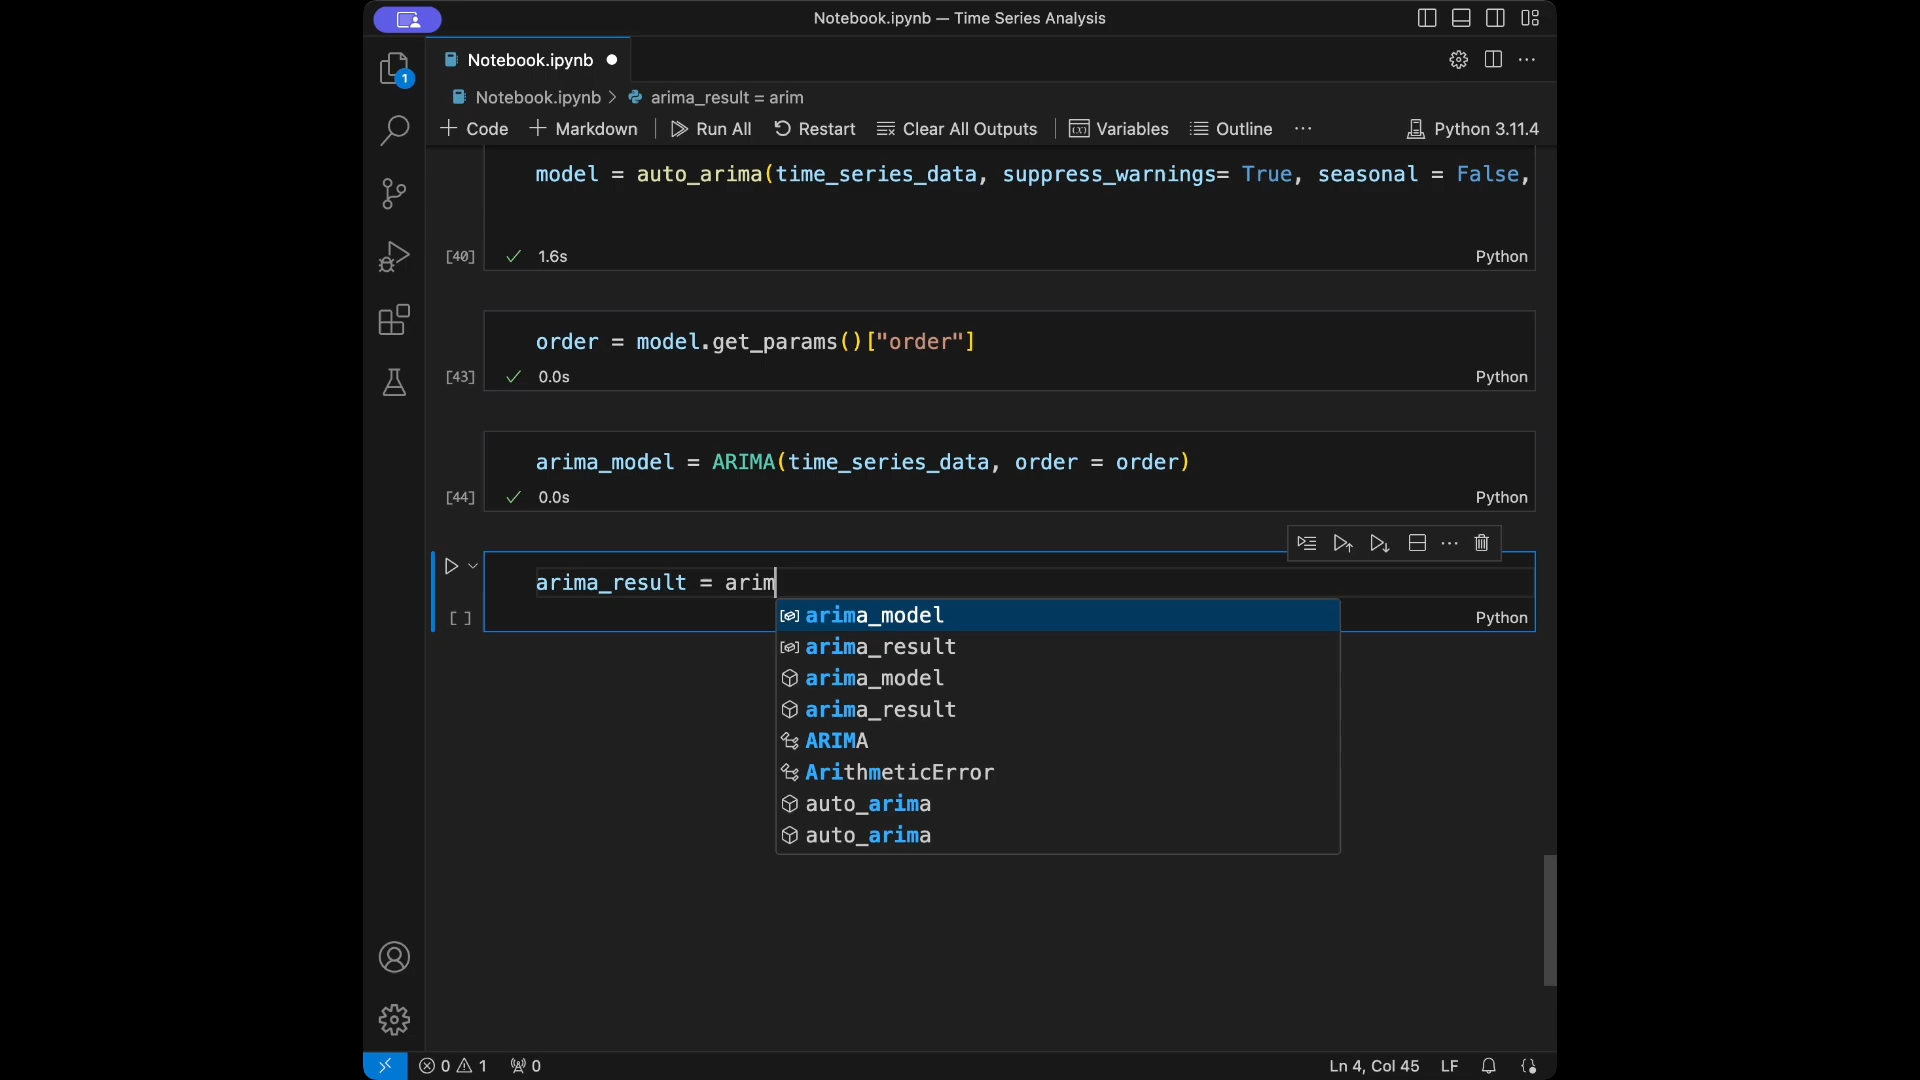 Notebook.ipynb — Time Series Analysis
Notebook.ipynb
1
Notebook.ipynb > arima_result = arim
+ Code + Markdown Run All Restart Clear All Outputs Variables Outline ... Python 3.11.4
model = auto_arima(time_series_data, suppress_warnings= True, seasonal = False,
[40] 1.6s Python
order = model.get_params()["order"]
[43] 0.0s Python
arima_model = ARIMA(time_series_data, order = order)
[44] 0.0s Python
arima_result = arim
[ ] Python
arima_model
arima_result
arima_model
arima_result
ARIMA
ArithmeticError
auto_arima
auto_arima
0 1 0 Ln 4, Col 45 LF